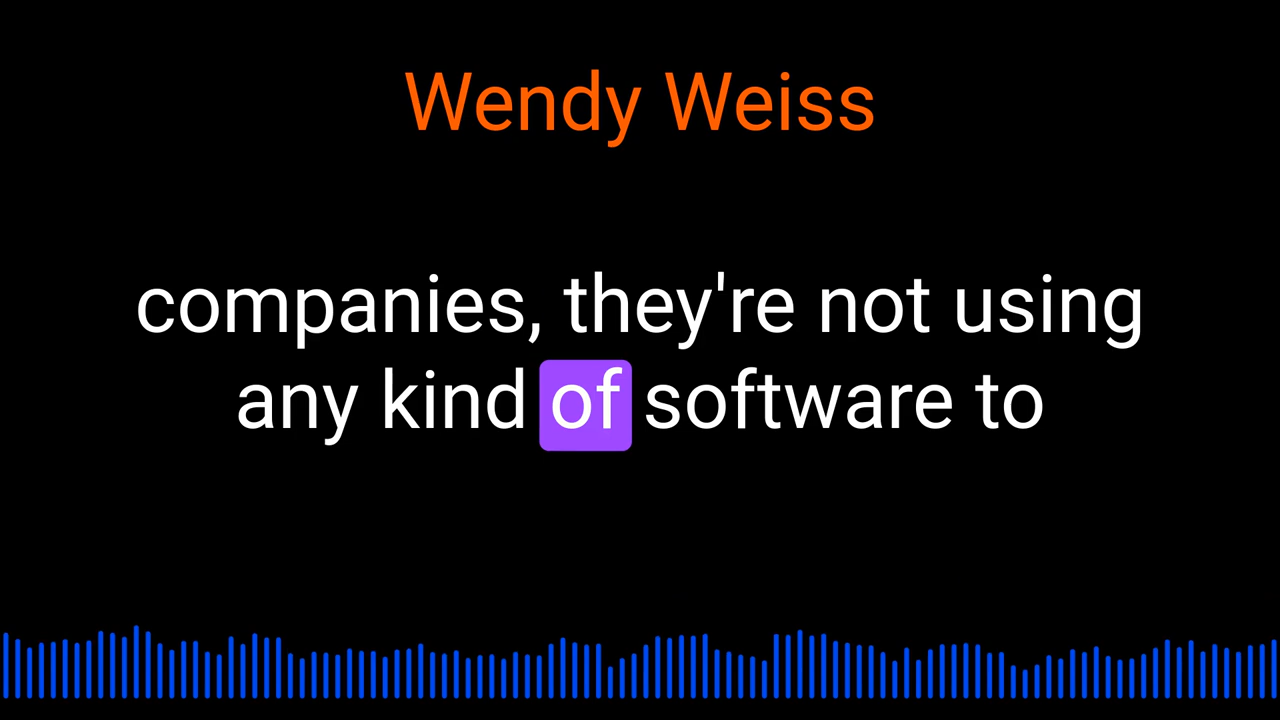 Wendy Weiss
companies, they're not using
any kind of software to